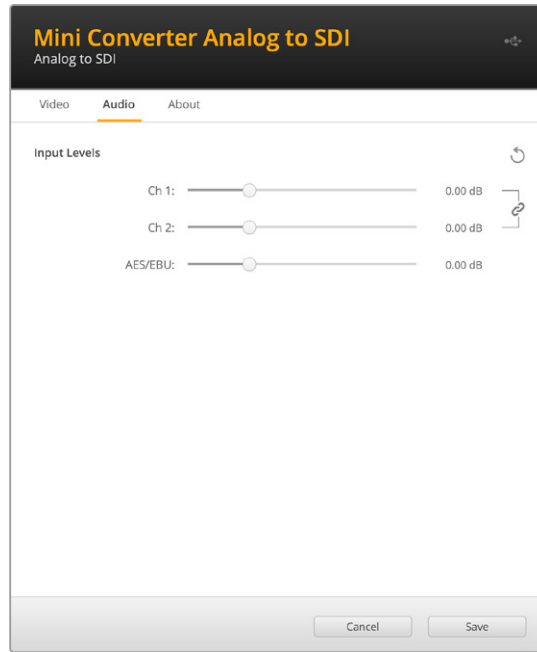 Mini Converter Analog to SDI
Analog to SDI
Video Audio About
Input Levels
Ch 1: 0.00 dB
Ch 2: 0.00 dB
AES/EBU: 0.00 dB
Cancel Save